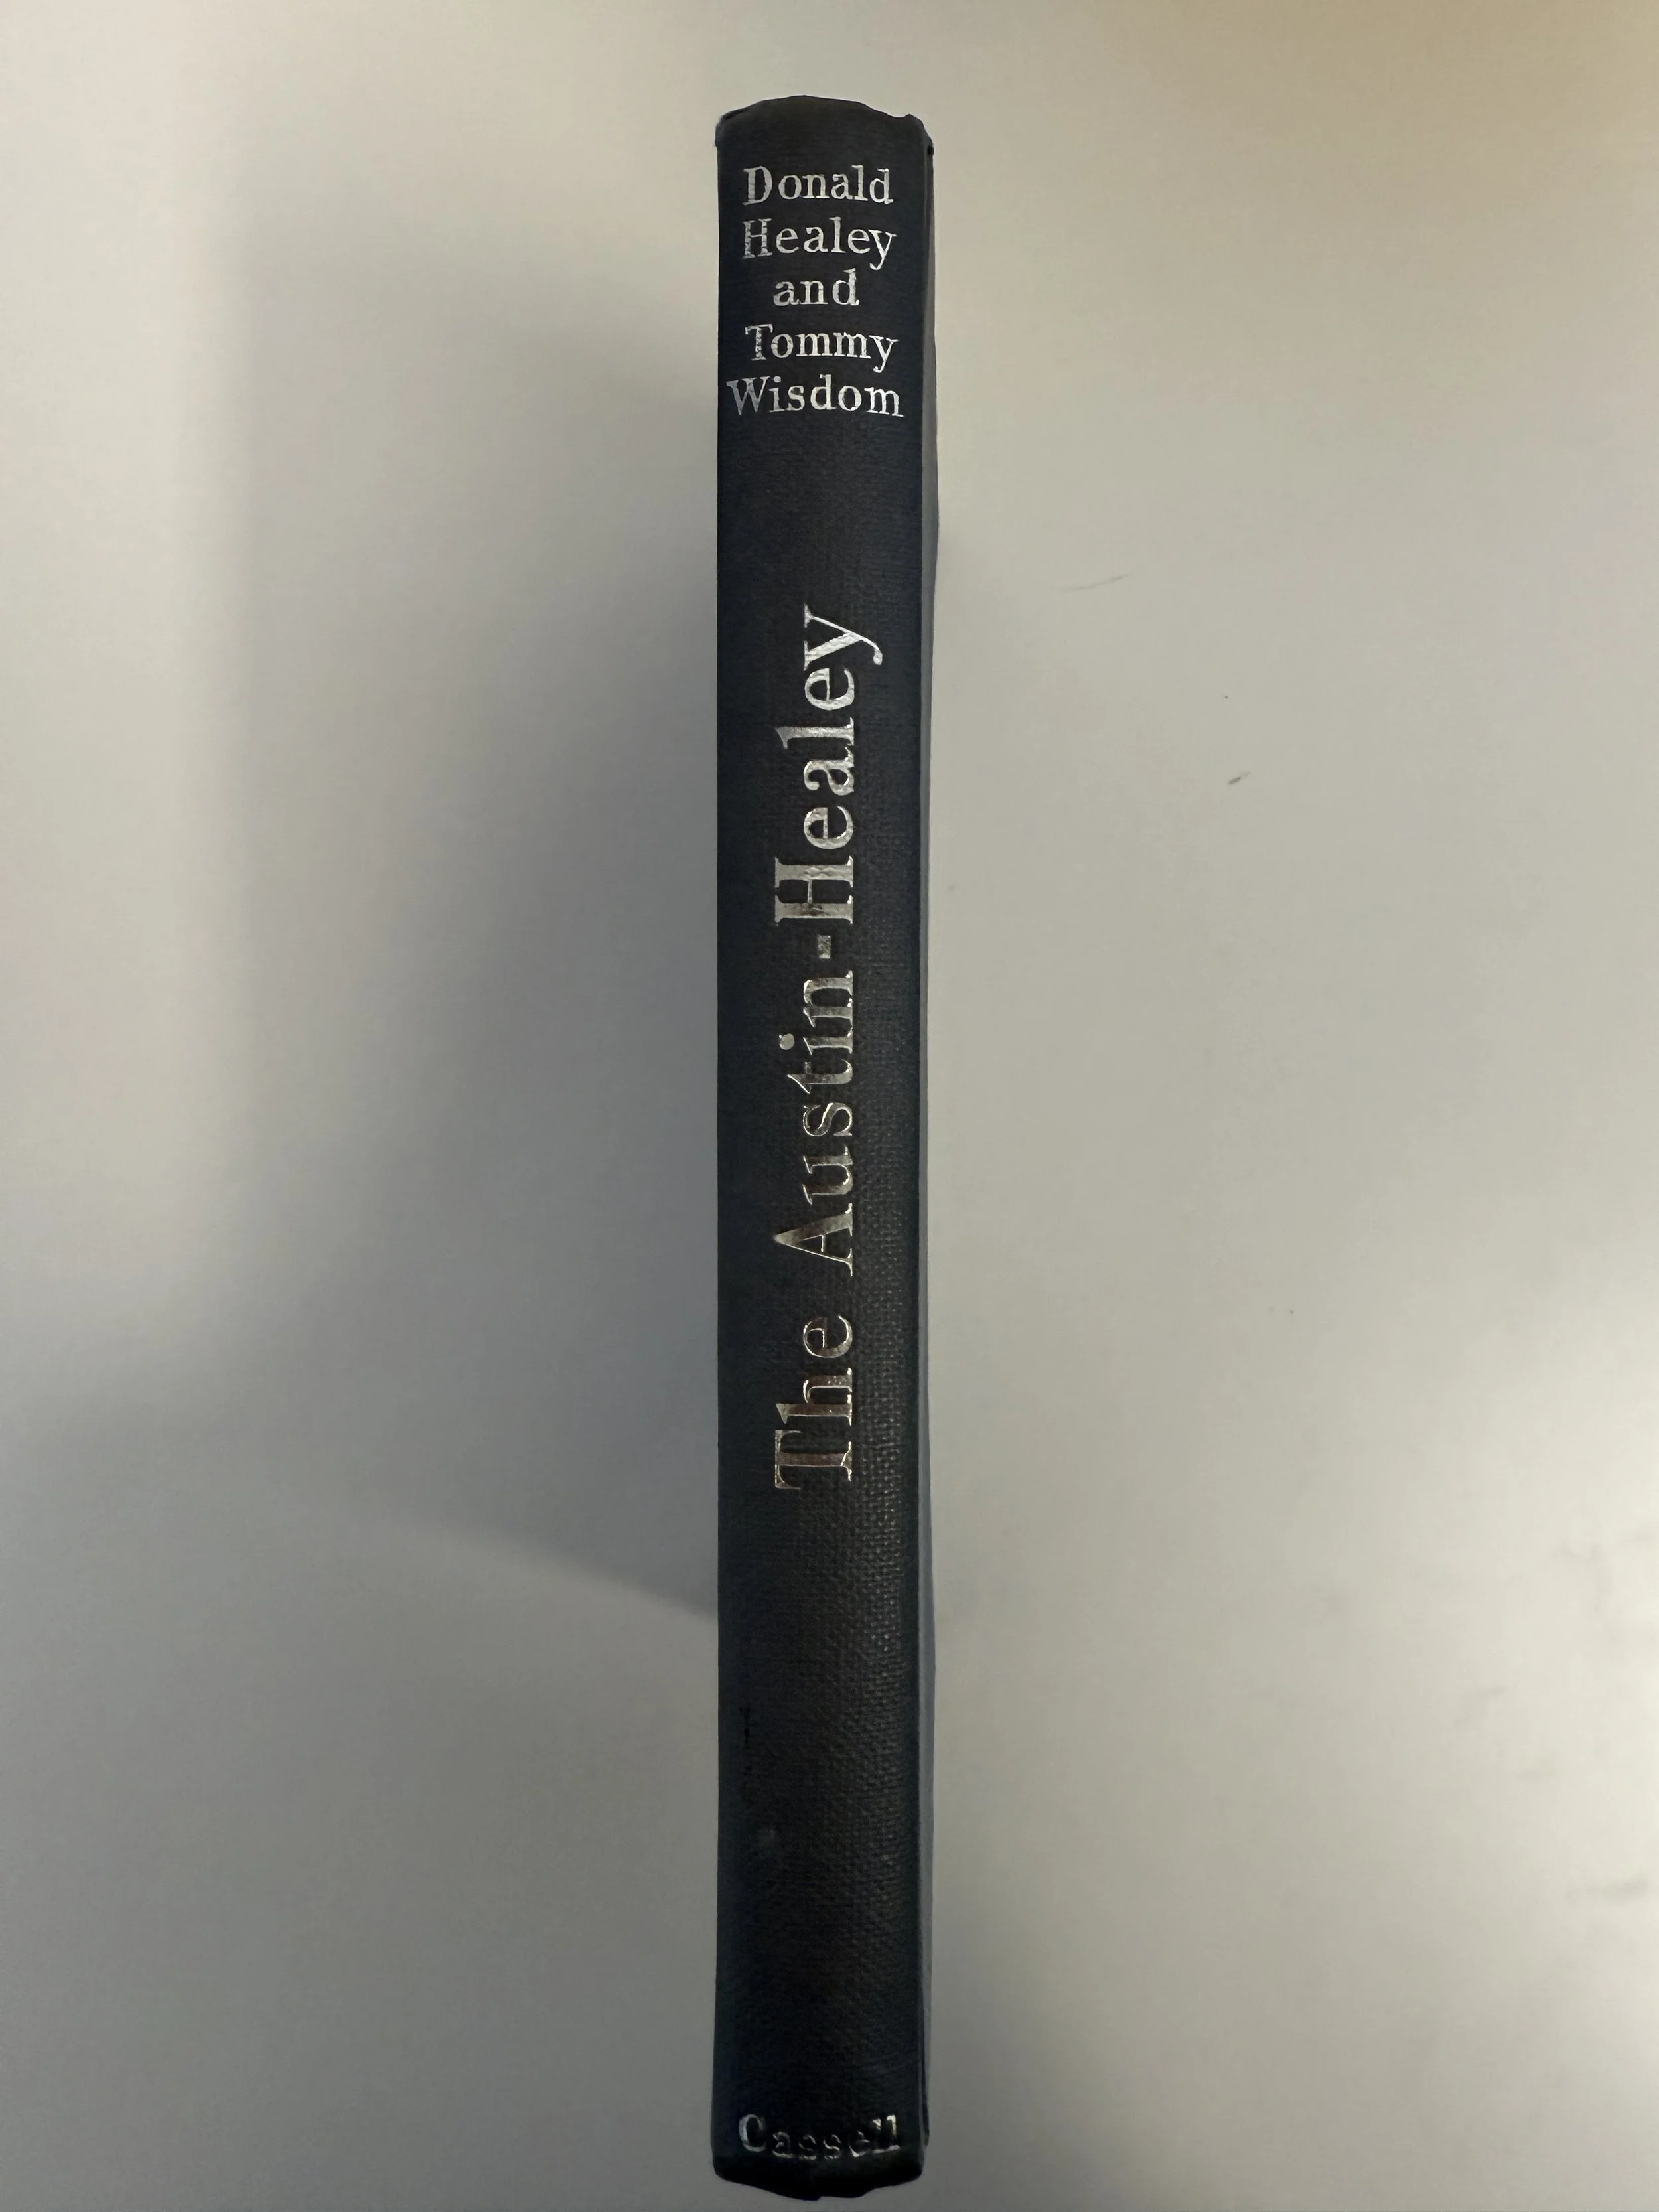 Donald
Healey
and
Tommy
Wisdom
The Austin-Healey
Cassell